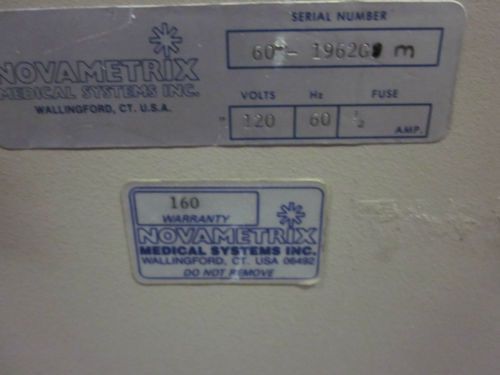 SERIAL NUMBER
NOVAMETRIX
MEDICAL SYSTEMS INC.
WALLINGFORD, CT. U.S.A.
VOLTS Hz FUSE
120 60 1/2 AMP.
160
WARRANTY
NOVAMETRIX
MEDICAL SYSTEMS INC.
WALLINGFORD, CT. USA 06492
DO NOT REMOVE